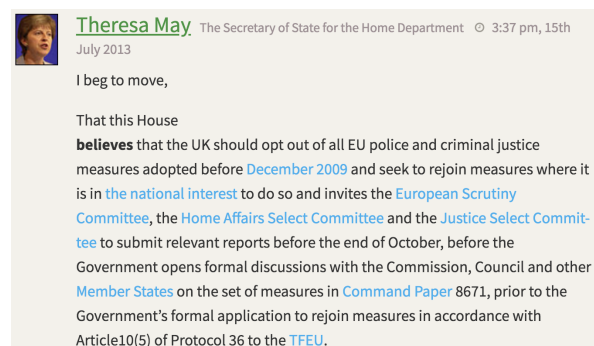 Theresa May The Secretary of State for the Home Department 3:37 pm, 15th
July 2013
I beg to move,
That this House
believes that the UK should opt out of all EU police and criminal justice
measures adopted before December 2009 and seek to rejoin measures where it
is in the national interest to do so and invites the European Scrutiny
Committee, the Home Affairs Select Committee and the Justice Select Commit-
tee to submit relevant reports before the end of October, before the
Government opens formal discussions with the Commission, Council and other
Member States on the set of measures in Command Paper 8671, prior to the
Government’s formal application to rejoin measures in accordance with
Article10(5) of Protocol 36 to the TFEU.